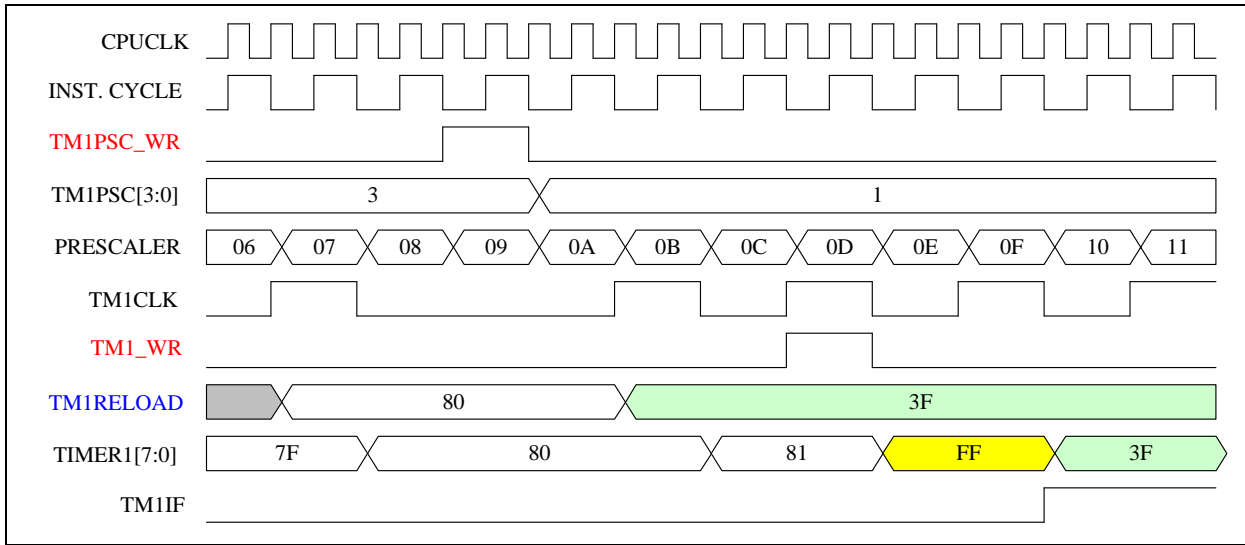 CPUCLK
INST. CYCLE
TM1PSC_WR
TM1PSC[3:0] 3 1
PRESCALER 06 07 08 09 0A 0B 0C 0D 0E 0F 10 11
TM1CLK
TM1_WR
TM1RELOAD 80 3F
TIMER1[7:0] 7F 80 81 FF 3F
TM1IF